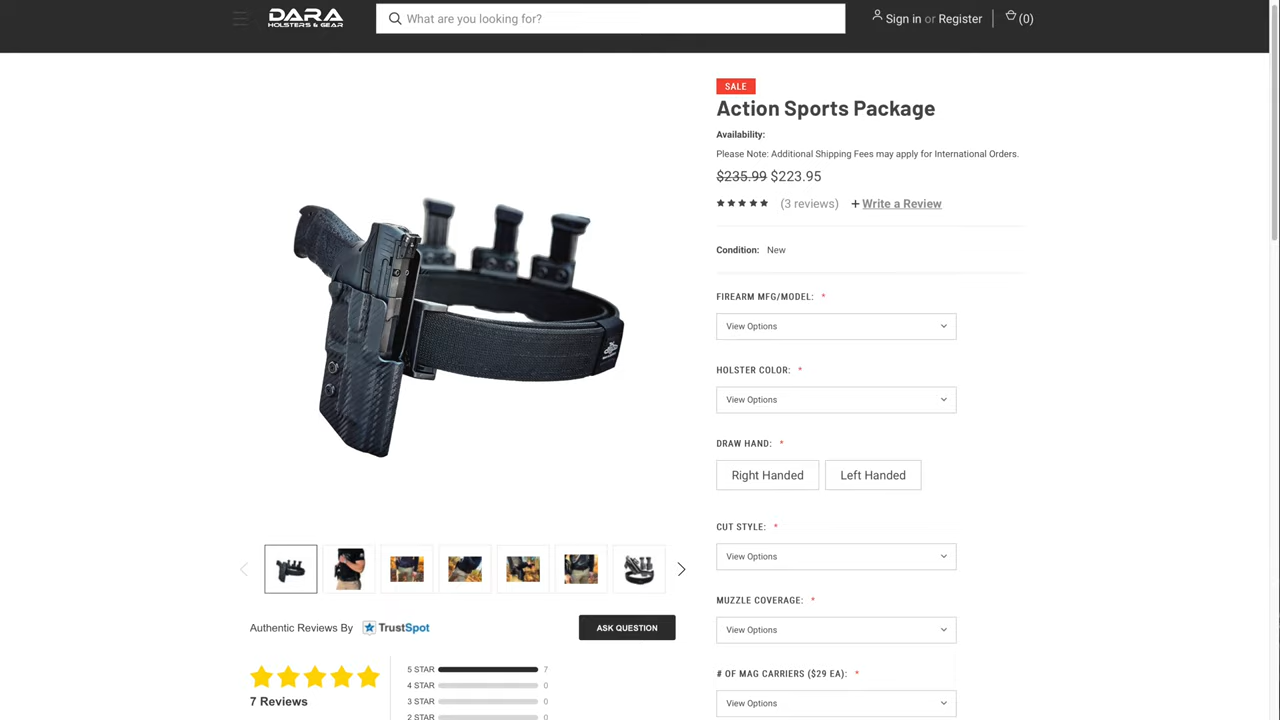 DARA
HOLSTERS & GEAR
What are you looking for?
Sign in or Register
(0)
SALE
Action Sports Package
Availability:
Please Note: Additional Shipping Fees may apply for International Orders.
$235.99 $223.95
(3 reviews)
+ Write a Review
Condition: New
FIREARM MFG/MODEL: *
View Options
HOLSTER COLOR: *
View Options
DRAW HAND: *
Right Handed
Left Handed
CUT STYLE: *
View Options
MUZZLE COVERAGE: *
View Options
# OF MAG CARRIERS ($29 EA): *
View Options
Authentic Reviews By TrustSpot
ASK QUESTION
7 Reviews
5 STAR 7
4 STAR 0
3 STAR 0
2 STAR 0